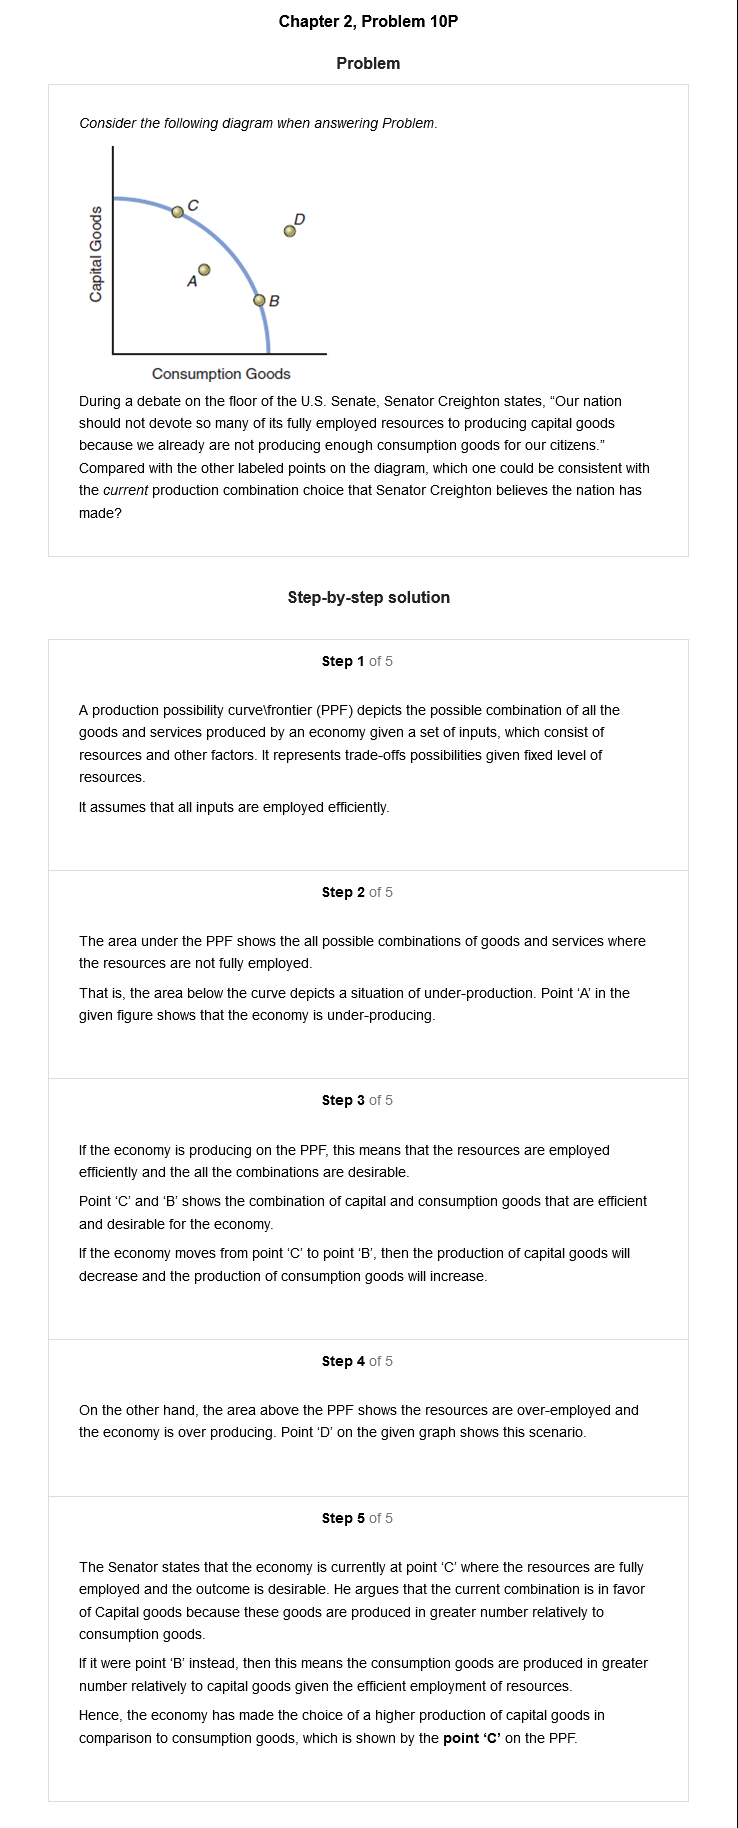 Chapter 2, Problem 10P
Problem
Consider the following diagram when answering Problem.
C
D
A
B
Capital Goods
Consumption Goods
During a debate on the floor of the U.S. Senate, Senator Creighton states, “Our nation
should not devote so many of its fully employed resources to producing capital goods
because we already are not producing enough consumption goods for our citizens.”
Compared with the other labeled points on the diagram, which one could be consistent with
the current production combination choice that Senator Creighton believes the nation has
made?
Step-by-step solution
Step 1 of 5
A production possibility curve\frontier (PPF) depicts the possible combination of all the
goods and services produced by an economy given a set of inputs, which consist of
resources and other factors. It represents trade-offs possibilities given fixed level of
resources.
It assumes that all inputs are employed efficiently.
Step 2 of 5
The area under the PPF shows the all possible combinations of goods and services where
the resources are not fully employed.
That is, the area below the curve depicts a situation of under-production. Point ‘A’ in the
given figure shows that the economy is under-producing.
Step 3 of 5
If the economy is producing on the PPF, this means that the resources are employed
efficiently and the all the combinations are desirable.
Point ‘C’ and ‘B’ shows the combination of capital and consumption goods that are efficient
and desirable for the economy.
If the economy moves from point ‘C’ to point ‘B’, then the production of capital goods will
decrease and the production of consumption goods will increase.
Step 4 of 5
On the other hand, the area above the PPF shows the resources are over-employed and
the economy is over producing. Point ‘D’ on the given graph shows this scenario.
Step 5 of 5
The Senator states that the economy is currently at point ‘C’ where the resources are fully
employed and the outcome is desirable. He argues that the current combination is in favor
of Capital goods because these goods are produced in greater number relatively to
consumption goods.
If it were point ‘B’ instead, then this means the consumption goods are produced in greater
number relatively to capital goods given the efficient employment of resources.
Hence, the economy has made the choice of a higher production of capital goods in
comparison to consumption goods, which is shown by the point ‘C’ on the PPF.